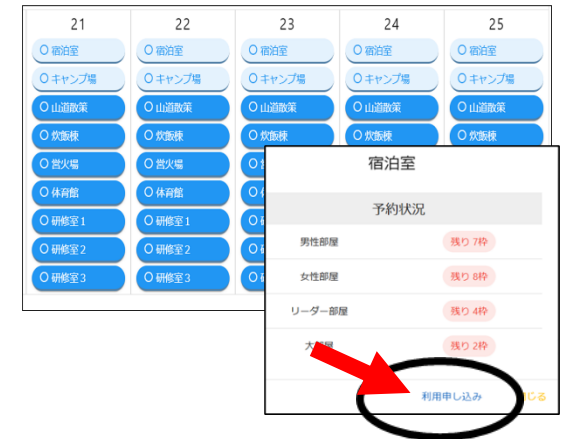 21 22 23 24 25
○ 宿泊室 ○ 宿泊室 ○ 宿泊室 ○ 宿泊室 ○ 宿泊室
○ キャンプ場 ○ キャンプ場 ○ キャンプ場 ○ キャンプ場 ○ キャンプ場
○ 山道散策 ○ 山道散策 ○ 山道散策 ○ 山道散策 ○ 山道散策
○ 炊飯棟 ○ 炊飯棟 ○ 炊飯棟 ○ 炊飯棟 ○ 炊飯棟
○ 営火場 ○ 営火場 ○
○ 体育館 ○ 体育館 ○
○ 研修室1 ○ 研修室1 ○
○ 研修室2 ○ 研修室2 ○
○ 研修室3 ○ 研修室3 ○
宿泊室
予約状況
男性部屋 残り 7枠
女性部屋 残り 8枠
リーダー部屋 残り 4枠
大部屋 残り 2枠
利用申し込み じる